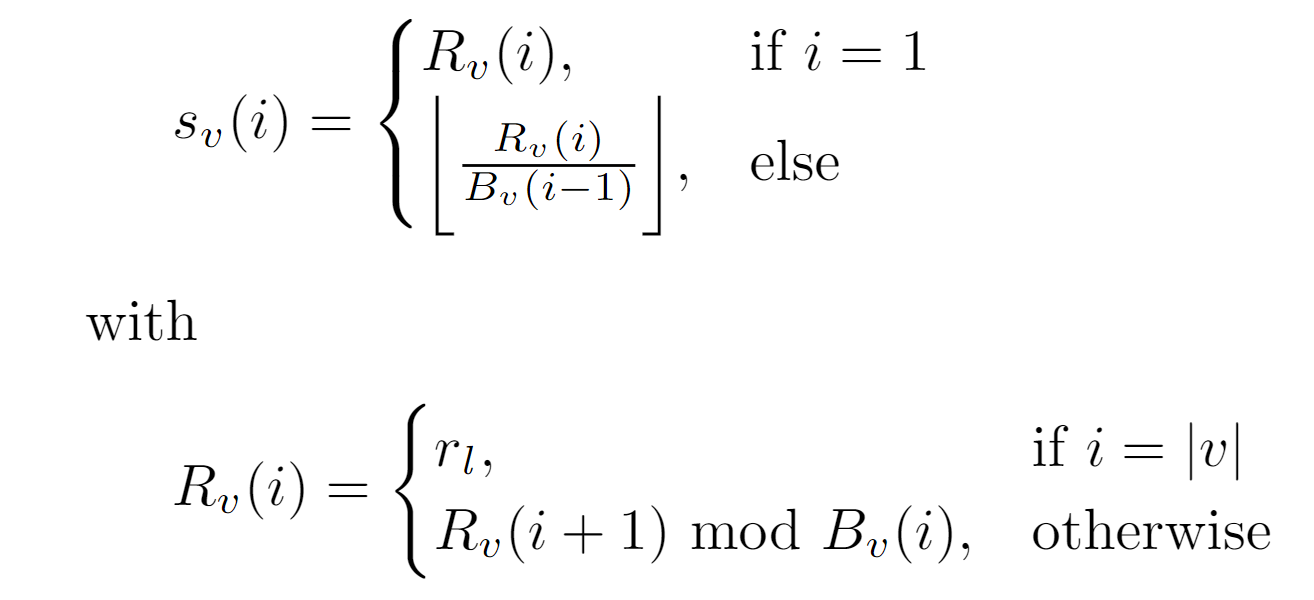 s_v(i) = { R_v(i), if i = 1
⌊ R_v(i) / B_v(i−1) ⌋, else
with
R_v(i) = { r_l, if i = |v|
R_v(i + 1) mod B_v(i), otherwise